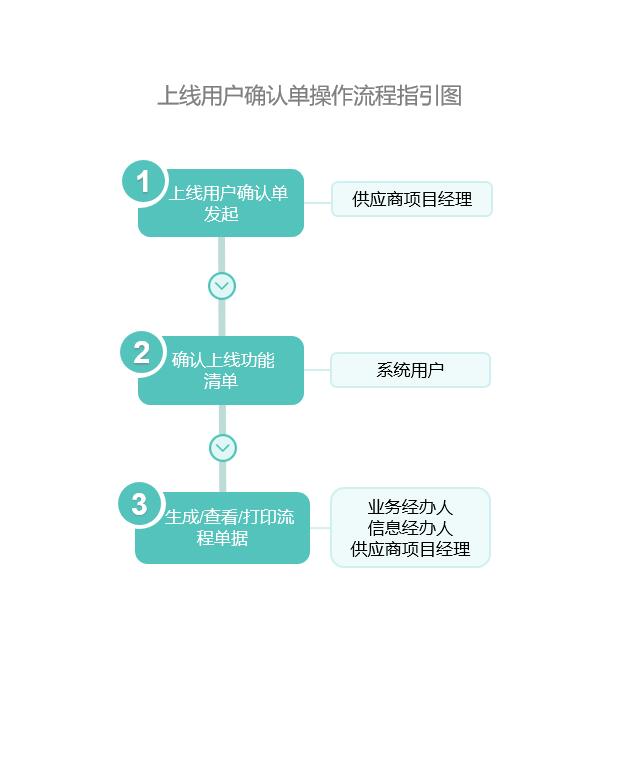 上线用户确认单操作流程指引图
1
上线用户确认单
发起
供应商项目经理
2
确认上线功能
清单
系统用户
3
生成/查看/打印流
程单据
业务经办人
信息经办人
供应商项目经理